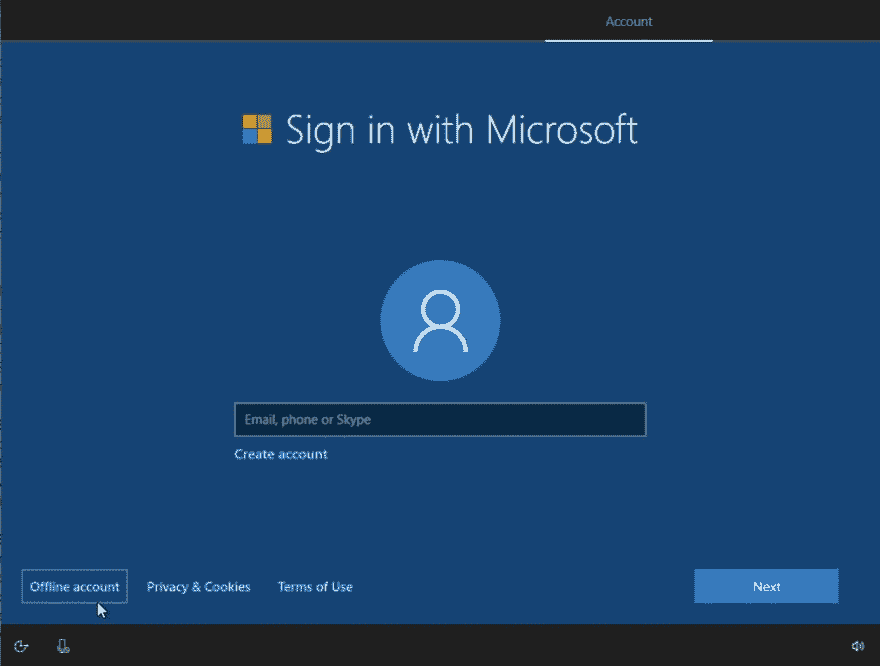 Account
Sign in with Microsoft
Email, phone or Skype
Create account
Offline account Privacy & Cookies Terms of Use Next